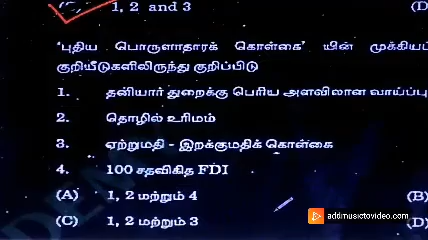 (C) 1, 2 and 3 (D
'புதிய பொருளாதாரக் கொள்கை' யின் முக்கியப்
குறியீடுகளிலிருந்து குறிப்பிடு
1. தனியார் துறைக்கு பெரிய அளவிலான வாய்ப்பு
2. தொழில் உரிமம்
3. ஏற்றுமதி - இறக்குமதிக் கொள்கை
4. 100 சதவிகித FDI
(A) 1, 2 மற்றும் 4 (B)
(C) 1, 2 மற்றும் 3 (D)
addmusictovideo.com